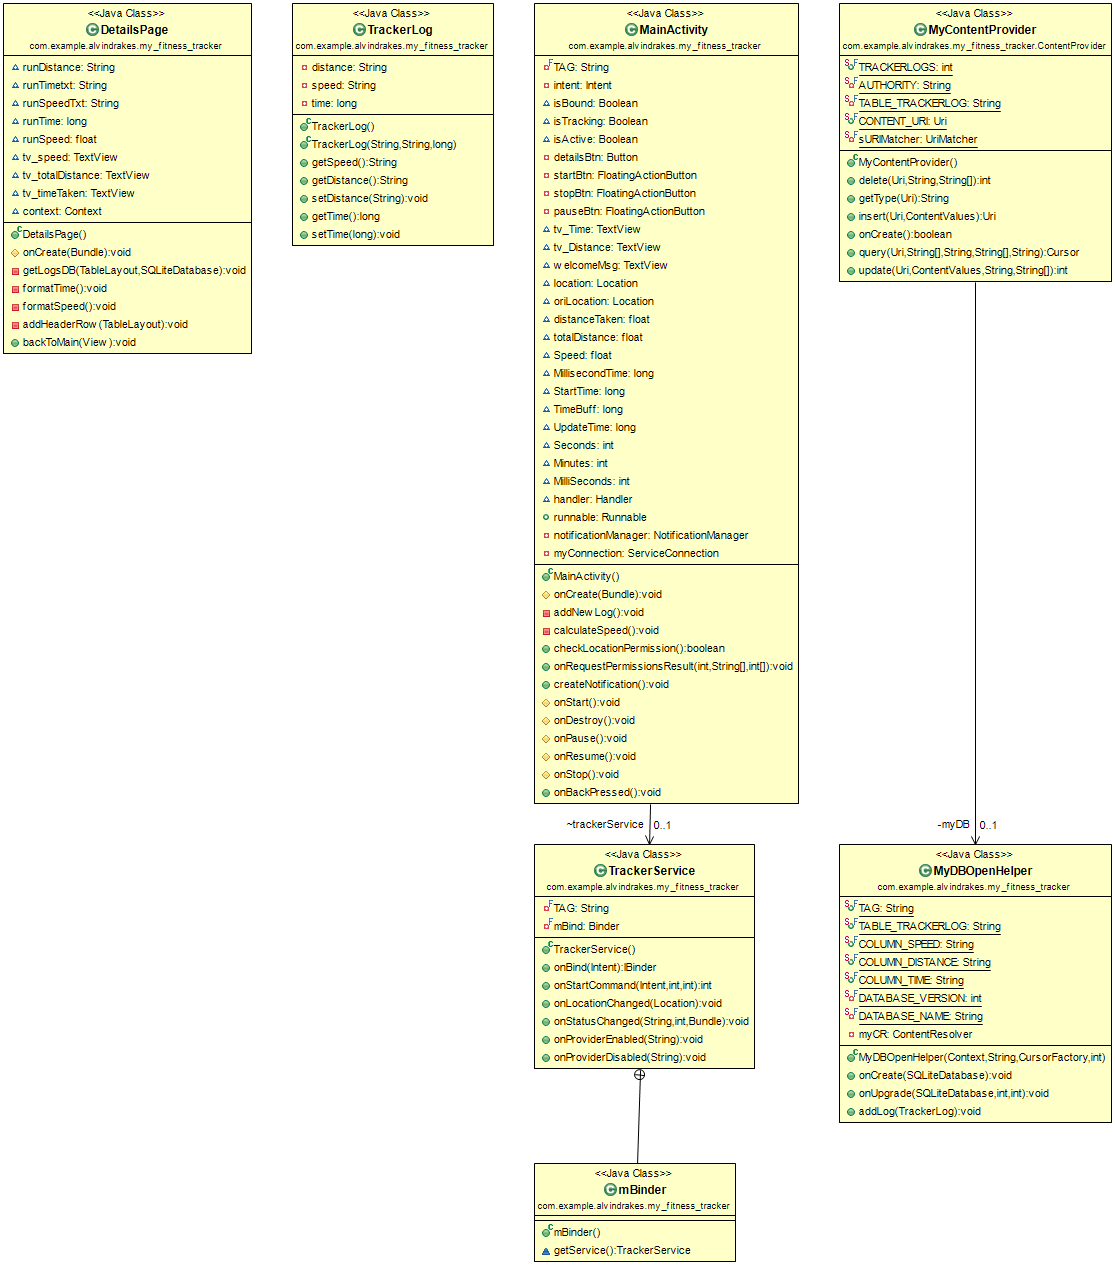 <<Java Class>>
DetailsPage
com.example.alvindrakes.my_fitness_tracker
runDistance: String
runTimetxt: String
runSpeedTxt: String
runTime: long
runSpeed: float
tv_speed: TextView
tv_totalDistance: TextView
tv_timeTaken: TextView
context: Context
DetailsPage()
onCreate(Bundle):void
getLogsDB(TableLayout,SQLiteDatabase):void
formatTime():void
formatSpeed():void
addHeaderRow(TableLayout):void
backToMain(View):void
<<Java Class>>
TrackerLog
com.example.alvindrakes.my_fitness_tracker
distance: String
speed: String
time: long
TrackerLog()
TrackerLog(String,String,long)
getSpeed():String
getDistance():String
setDistance(String):void
getTime():long
setTime(long):void
<<Java Class>>
MainActivity
com.example.alvindrakes.my_fitness_tracker
TAG: String
intent: Intent
isBound: Boolean
isTracking: Boolean
isActive: Boolean
detailsBtn: Button
startBtn: FloatingActionButton
stopBtn: FloatingActionButton
pauseBtn: FloatingActionButton
tv_Time: TextView
tv_Distance: TextView
welcomeMsg: TextView
location: Location
oriLocation: Location
distanceTaken: float
totalDistance: float
Speed: float
MillisecondTime: long
StartTime: long
TimeBuff: long
UpdateTime: long
Seconds: int
Minutes: int
MilliSeconds: int
handler: Handler
runnable: Runnable
notificationManager: NotificationManager
myConnection: ServiceConnection
MainActivity()
onCreate(Bundle):void
addNewLog():void
calculateSpeed():void
checkLocationPermission():boolean
onRequestPermissionsResult(int,String[],int[]):void
createNotification():void
onStart():void
onDestroy():void
onPause():void
onResume():void
onStop():void
onBackPressed():void
<<Java Class>>
MyContentProvider
com.example.alvindrakes.my_fitness_tracker.ContentProvider
TRACKERLOGS: int
AUTHORITY: String
TABLE_TRACKERLOG: String
CONTENT_URI: Uri
sURIMatcher: UriMatcher
MyContentProvider()
delete(Uri,String,String[]):int
getType(Uri):String
insert(Uri,ContentValues):Uri
onCreate():boolean
query(Uri,String[],String,String[],String):Cursor
update(Uri,ContentValues,String,String[]):int
~trackerService 0..1
-myDB 0..1
<<Java Class>>
TrackerService
com.example.alvindrakes.my_fitness_tracker
TAG: String
mBind: Binder
TrackerService()
onBind(Intent):IBinder
onStartCommand(Intent,int,int):int
onLocationChanged(Location):void
onStatusChanged(String,int,Bundle):void
onProviderEnabled(String):void
onProviderDisabled(String):void
<<Java Class>>
MyDBOpenHelper
com.example.alvindrakes.my_fitness_tracker
TAG: String
TABLE_TRACKERLOG: String
COLUMN_SPEED: String
COLUMN_DISTANCE: String
COLUMN_TIME: String
DATABASE_VERSION: int
DATABASE_NAME: String
myCR: ContentResolver
MyDBOpenHelper(Context,String,CursorFactory,int)
onCreate(SQLiteDatabase):void
onUpgrade(SQLiteDatabase,int,int):void
addLog(TrackerLog):void
<<Java Class>>
mBinder
com.example.alvindrakes.my_fitness_tracker
mBinder()
getService():TrackerService